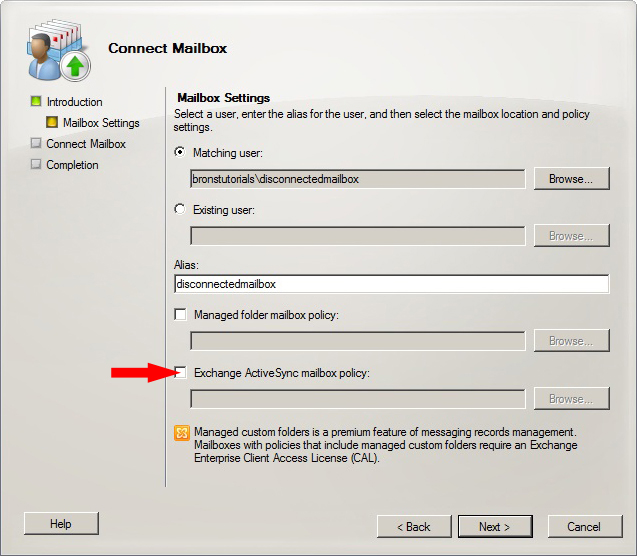 Connect Mailbox
Introduction
Mailbox Settings
Connect Mailbox
Completion
Mailbox Settings
Select a user, enter the alias for the user, and then select the mailbox location and policy
settings.
Matching user:
bronstutorials\disconnectedmailbox
Browse...
Existing user:
Browse...
Alias:
disconnectedmailbox
Managed folder mailbox policy:
Browse...
Exchange ActiveSync mailbox policy:
Browse...
Managed custom folders is a premium feature of messaging records management.
Mailboxes with policies that include managed custom folders require an Exchange
Enterprise Client Access License (CAL).
Help
< Back
Next >
Cancel